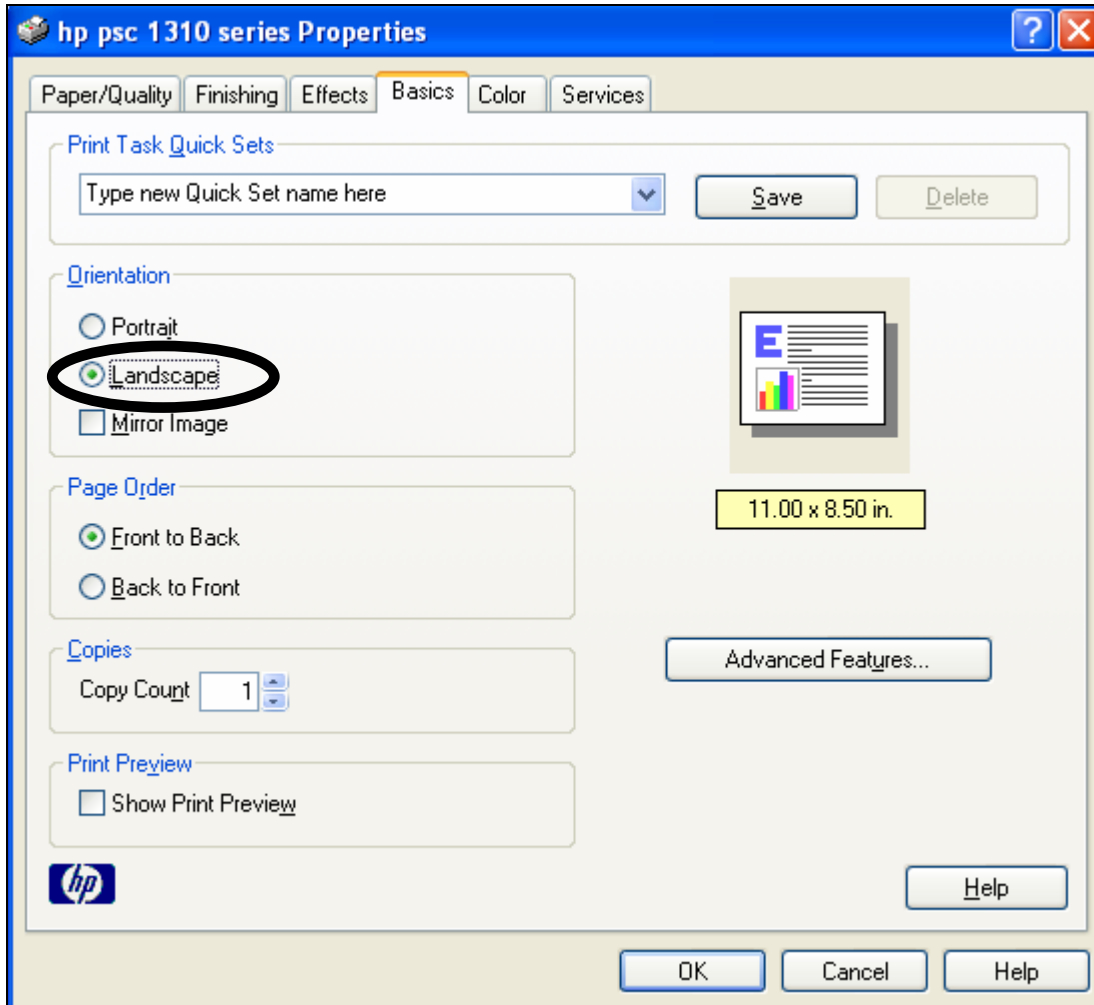 hp psc 1310 series Properties
Paper/Quality Finishing Effects Basics Color Services
Print Task Quick Sets
Type new Quick Set name here Save Delete
Orientation
Portrait
Landscape
Mirror Image
E
11.00 x 8.50 in.
Page Order
Front to Back
Back to Front
Advanced Features...
Copies
Copy Count 1
Print Preview
Show Print Preview
hp
Help
OK Cancel Help